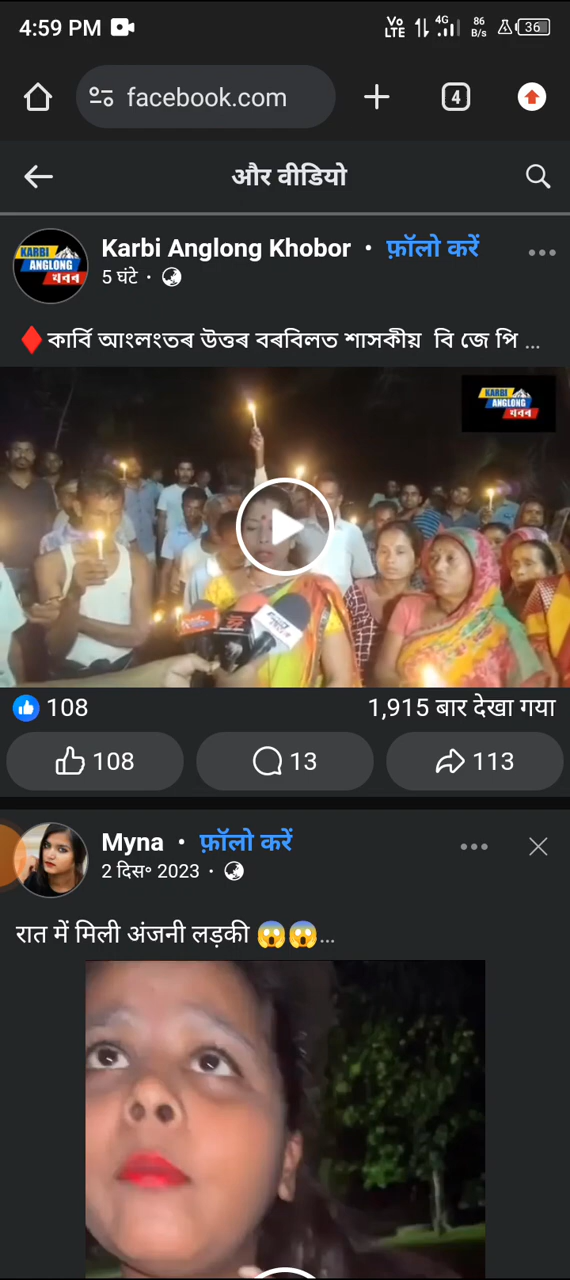 4:59 PM
Vo LTE 4G 86 B/s 36
facebook.com 4
और वीडियो
KARBI ANGLONG খবৰ
Karbi Anglong Khobor · फ़ॉलो करें
5 घंटे ·
কাৰ্বি আংলংতৰ উত্তৰ বৰবিলত শাসকীয় বি জে পি ...
KARBI ANGLONG খবৰ
108 1,915 बार देखा गया
108 13 113
Myna · फ़ॉलो करें
2 दिस॰ 2023 ·
रात में मिली अंजनी लड़की 😱😱...